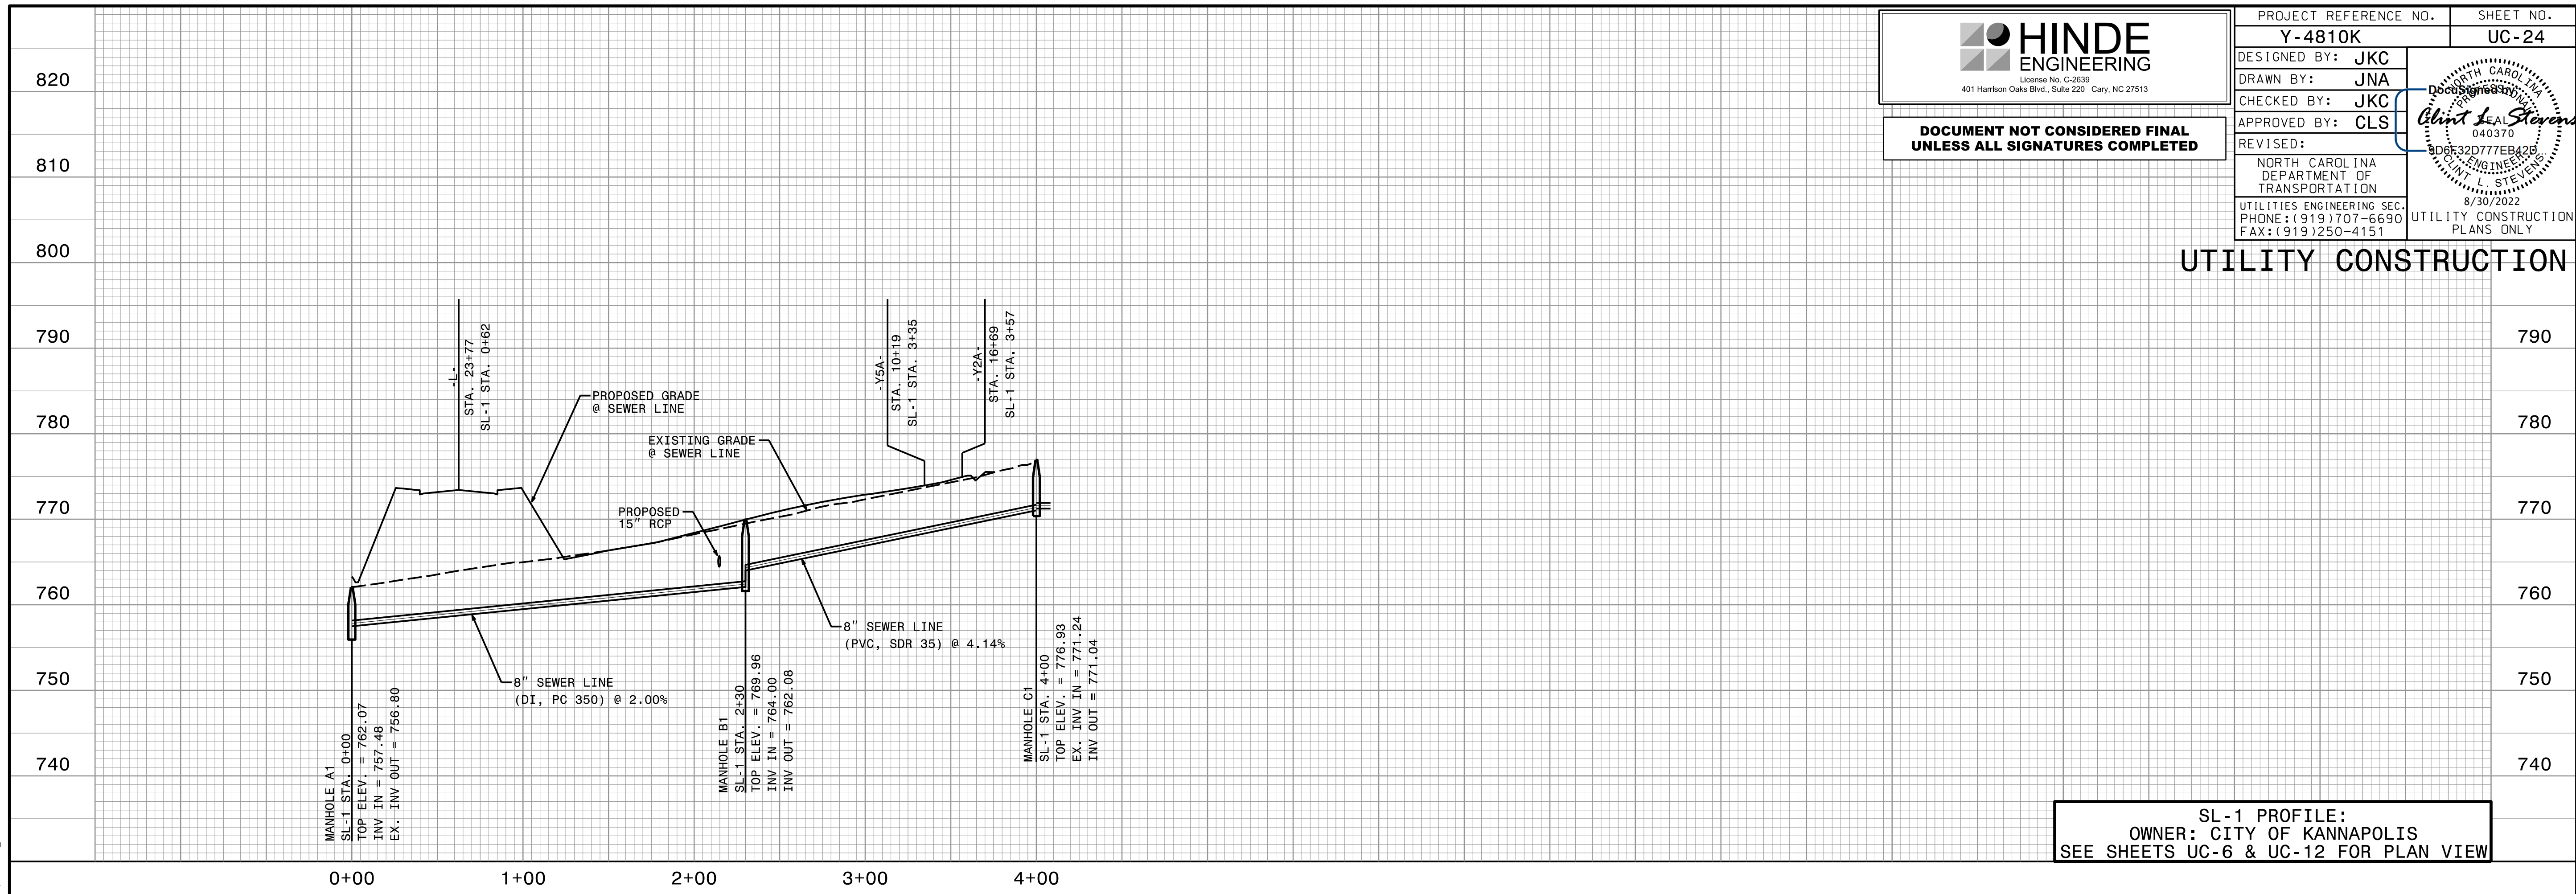 HINDE
ENGINEERING
License No. C-2639
401 Harrison Oaks Blvd., Suite 220 Cary, NC 27513
DOCUMENT NOT CONSIDERED FINAL
UNLESS ALL SIGNATURES COMPLETED
PROJECT REFERENCE NO.
SHEET NO.
Y-4810K
UC-24
DESIGNED BY: JKC
DRAWN BY: JNA
CHECKED BY: JKC
APPROVED BY: CLS
REVISED:
NORTH CAROLINA
DEPARTMENT OF
TRANSPORTATION
UTILITIES ENGINEERING SEC.
PHONE:(919)707-6690
FAX:(919)250-4151
NORTH CAROLINA
PROFESSIONAL
DocuSigned by:
Clint L. Stevens
SEAL
040370
9D6F32D777EB42D...
ENGINEER
CLINT L. STEVENS
8/30/2022
UTILITY CONSTRUCTION
PLANS ONLY
UTILITY CONSTRUCTION
820
810
800
790
780
770
760
750
740
790
780
770
760
750
740
-L-
STA. 23+77
SL-1 STA. 0+62
PROPOSED GRADE
@ SEWER LINE
EXISTING GRADE
@ SEWER LINE
PROPOSED
15" RCP
-Y5A-
STA. 10+19
SL-1 STA. 3+35
-Y2A-
STA. 16+69
SL-1 STA. 3+57
8" SEWER LINE
(DI, PC 350) @ 2.00%
8" SEWER LINE
(PVC, SDR 35) @ 4.14%
MANHOLE A1
SL-1 STA. 0+00
TOP ELEV. = 762.07
INV IN = 757.48
EX. INV OUT = 756.80
MANHOLE B1
SL-1 STA. 2+30
TOP ELEV. = 769.96
INV IN = 764.00
INV OUT = 762.08
MANHOLE C1
SL-1 STA. 4+00
TOP ELEV. = 776.93
EX. INV IN = 771.24
INV OUT = 771.04
SL-1 PROFILE:
OWNER: CITY OF KANNAPOLIS
SEE SHEETS UC-6 & UC-12 FOR PLAN VIEW
0+00
1+00
2+00
3+00
4+00